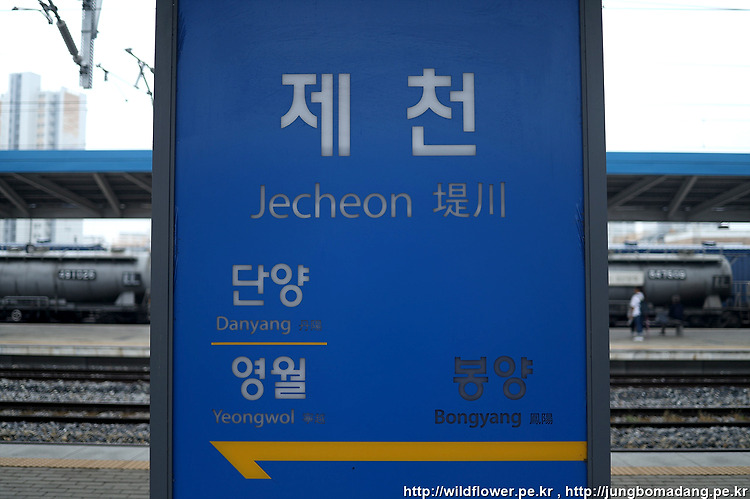 제천
Jecheon 堤川
단양
Danyang
영월 봉양
Yeongwol Bongyang 鳳陽
http://wildflower.pe.kr , http://jungbomadang.pe.kr